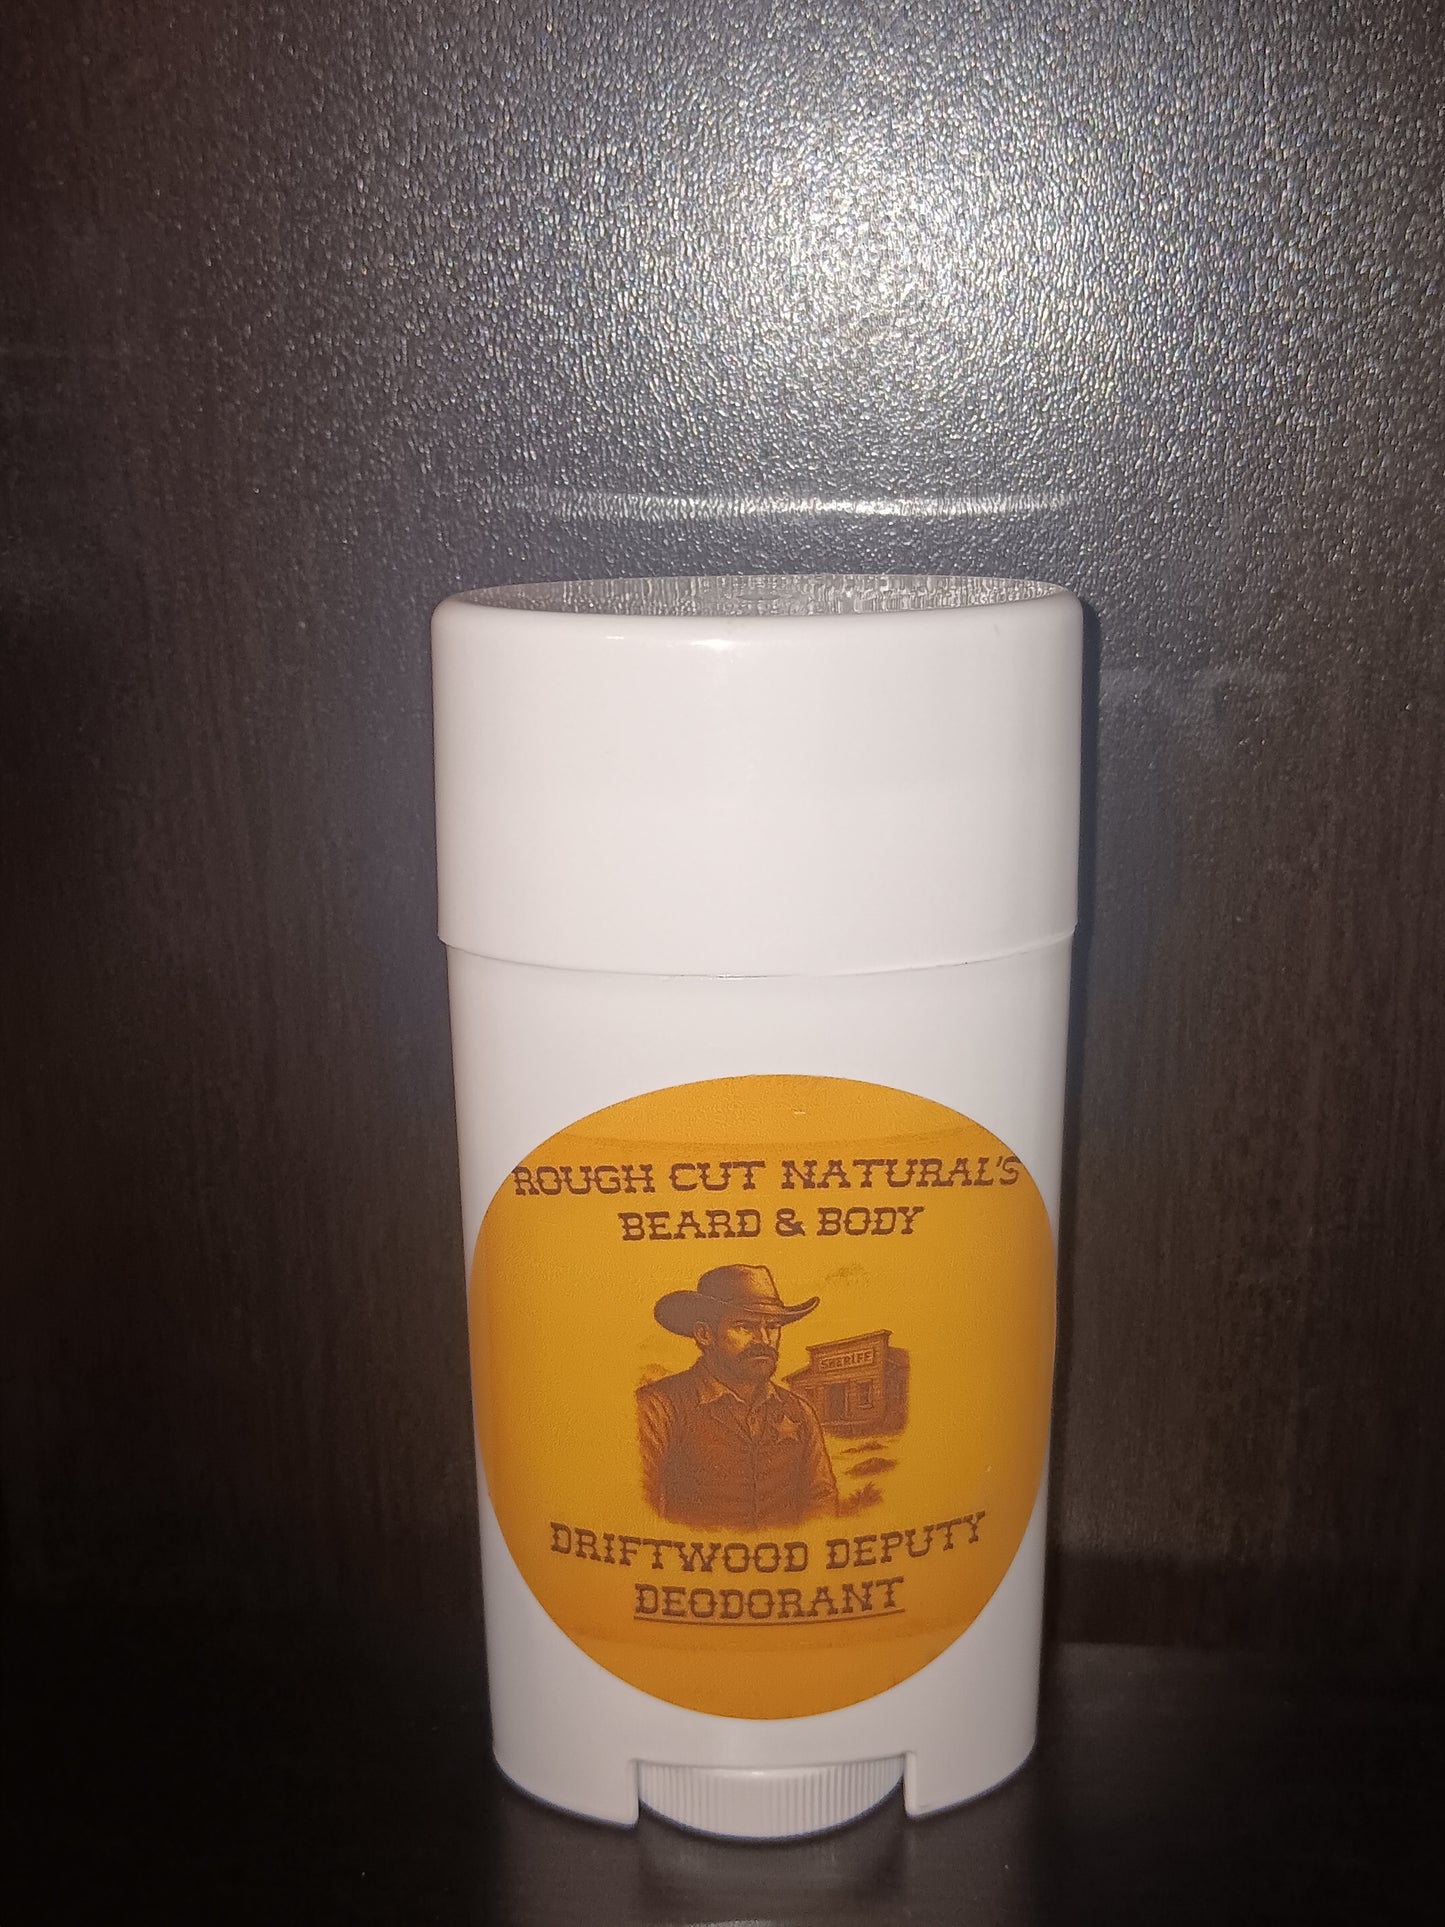 ROUGH CUT NATURAL'S
BEARD & BODY
SHERIFF
DRIFTWOOD DEPUTY
DEODORANT